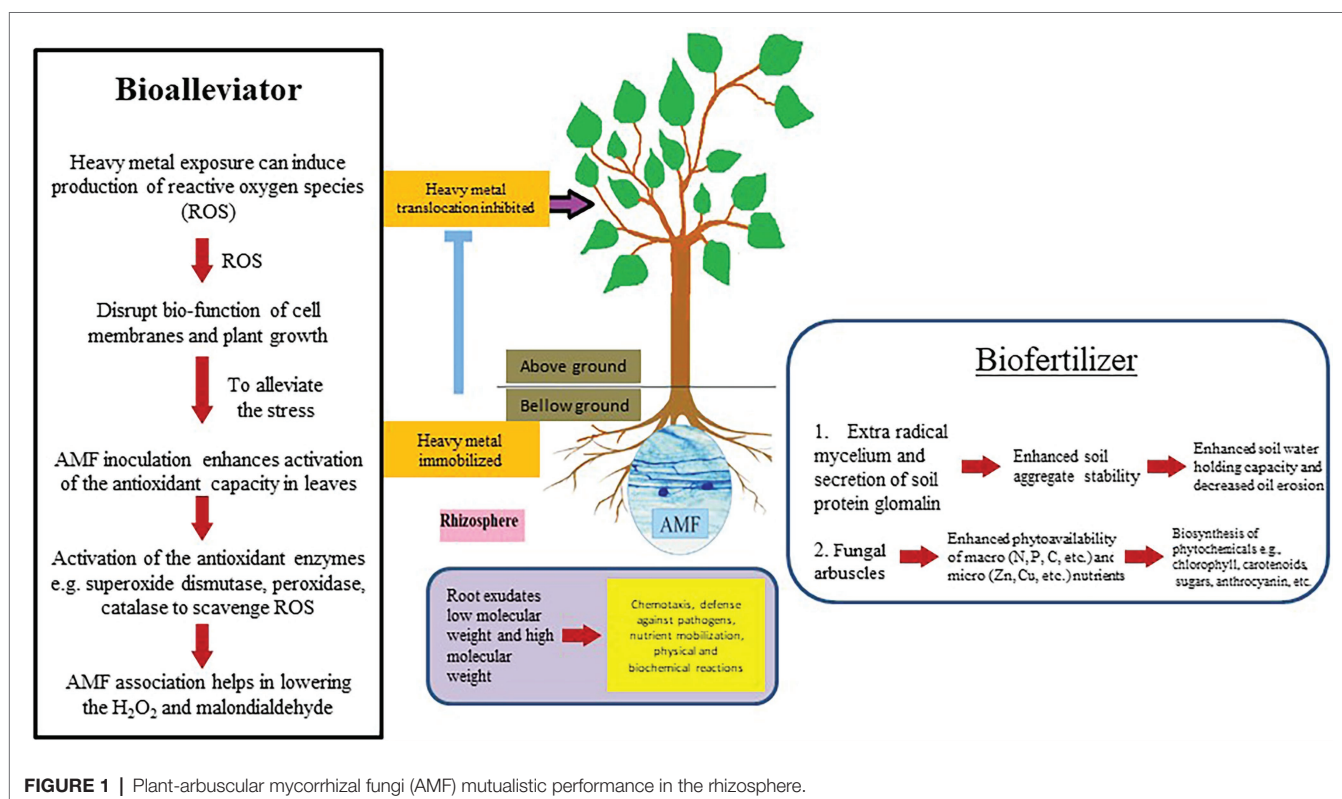 Bioalleviator
Heavy metal exposure can induce
production of reactive oxygen species
(ROS)
ROS
Disrupt bio-function of cell
membranes and plant growth
To alleviate
the stress
AMF inoculation enhances activation
of the antioxidant capacity in leaves
Activation of the antioxidant enzymes
e.g. superoxide dismutase, peroxidase,
catalase to scavenge ROS
AMF association helps in lowering
the H₂O₂ and malondialdehyde
Heavy metal
translocation inhibited
Above ground
Bellow ground
Heavy metal
immobilized
Rhizosphere
AMF
Root exudates
low molecular
weight and high
molecular
weight
Chemotaxis, defense
against pathogens,
nutrient mobilization,
physical and
biochemical reactions
Biofertilizer
1. Extra radical
mycelium and
secretion of soil
protein glomalin
Enhanced soil
aggregate stability
Enhanced soil water
holding capacity and
decreased oil erosion
2. Fungal
arbuscles
Enhanced phytoavailability
of macro (N, P, C, etc.) and
micro (Zn, Cu, etc.) nutrients
Biosynthesis of
phytochemicals e.g.,
chlorophyll, carotenoids,
sugars, anthrocyanin, etc.
FIGURE 1 | Plant-arbuscular mycorrhizal fungi (AMF) mutualistic performance in the rhizosphere.